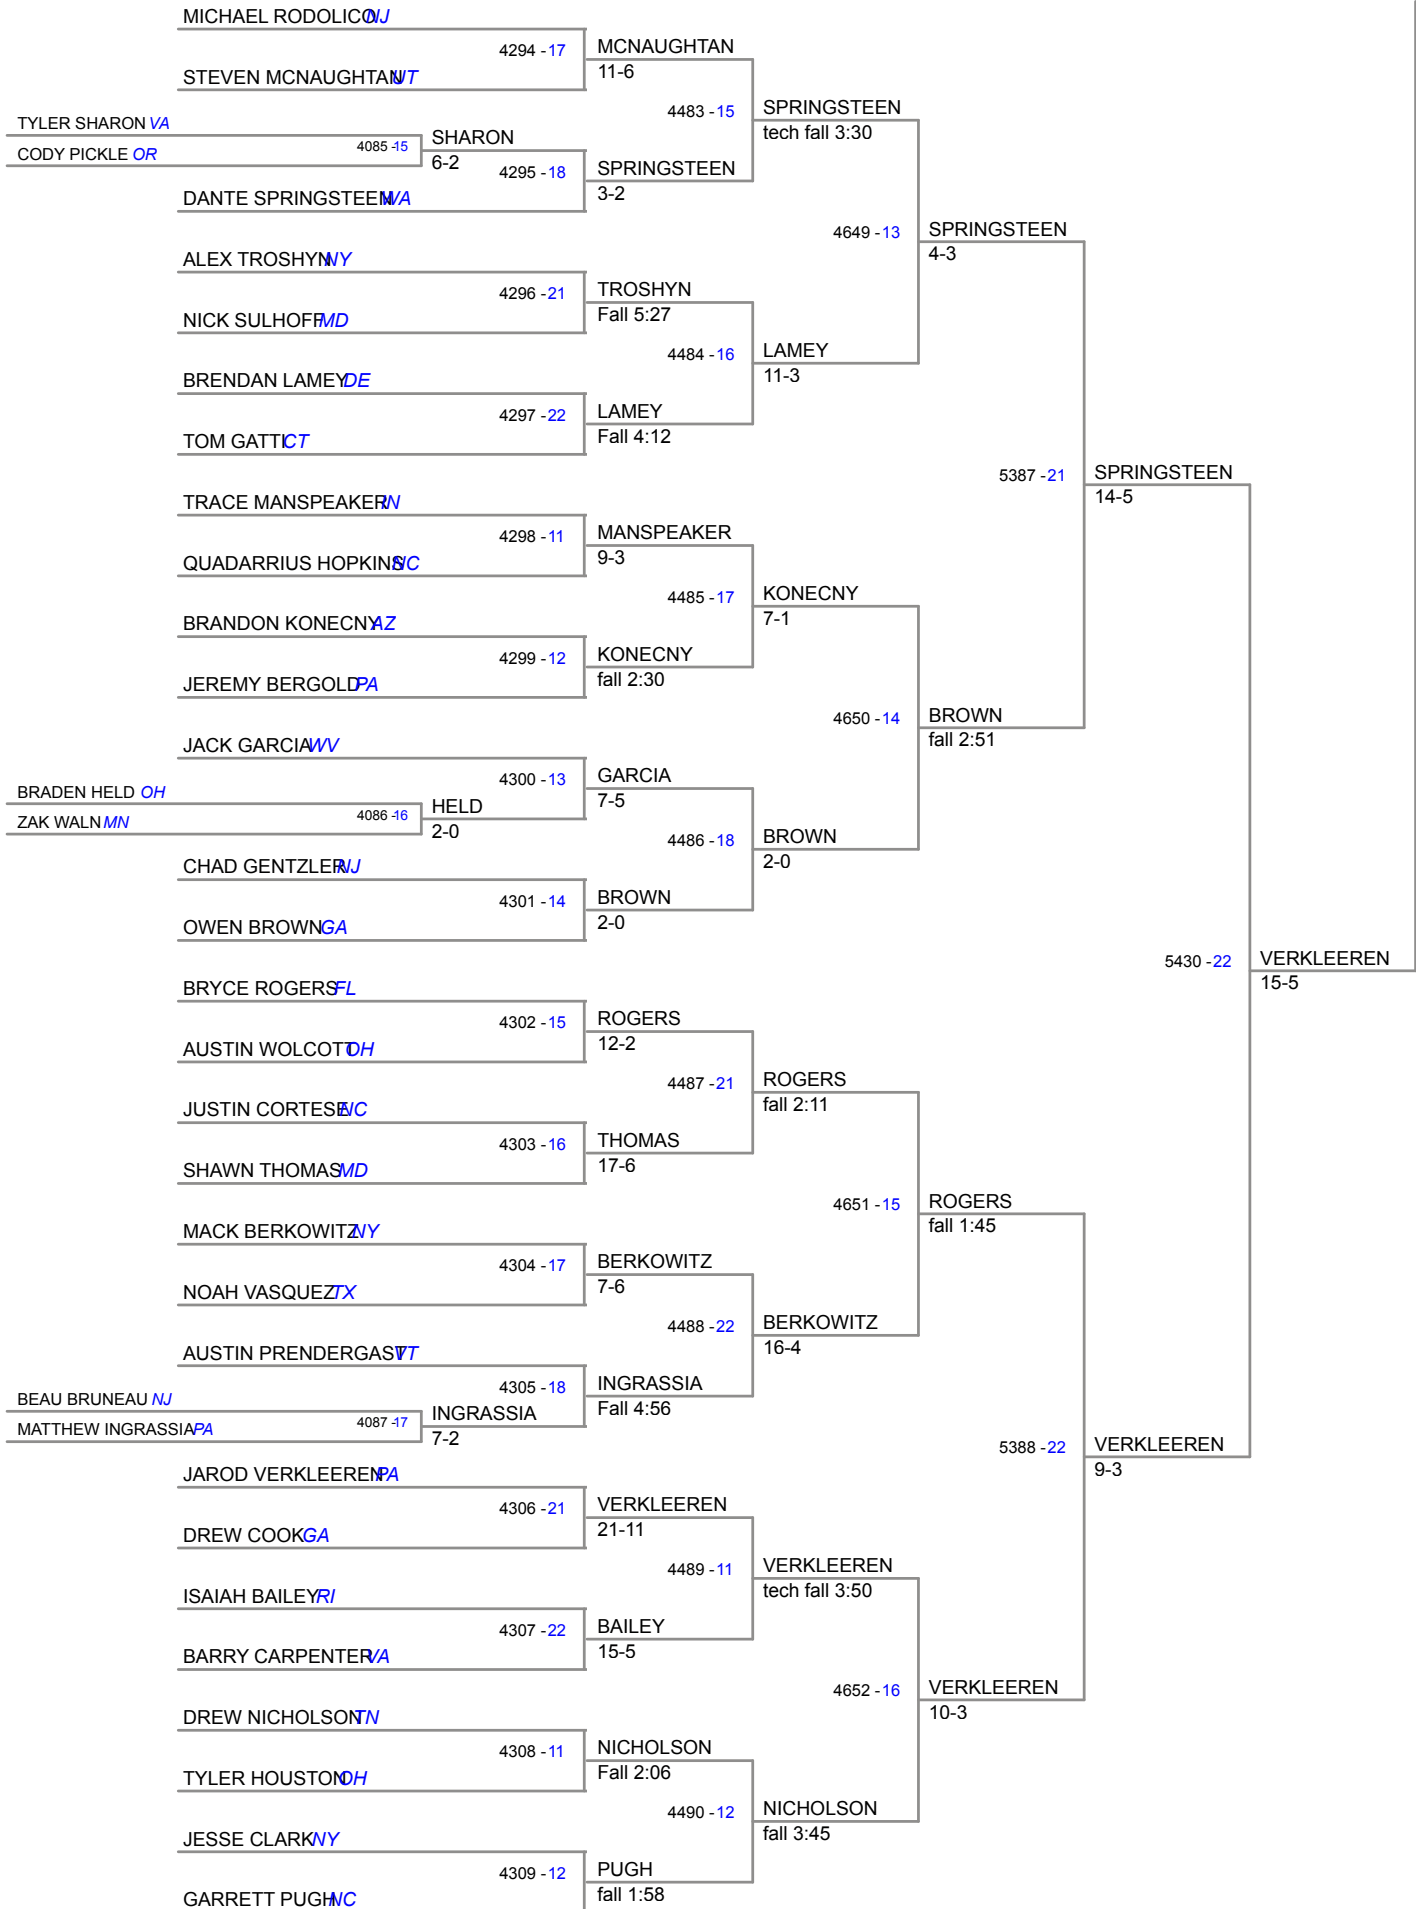 MICHAEL RODOLICO NJ
4294 - 17
MCNAUGHTAN
11-6
STEVEN MCNAUGHTAN UT
4483 - 15
SPRINGSTEEN
tech fall 3:30
TYLER SHARON VA
4085 -15
SHARON
6-2
CODY PICKLE OR
4295 - 18
SPRINGSTEEN
3-2
DANTE SPRINGSTEEN WA
4649 - 13
SPRINGSTEEN
4-3
ALEX TROSHYN NY
4296 - 21
TROSHYN
Fall 5:27
NICK SULHOFF MD
4484 - 16
LAMEY
11-3
BRENDAN LAMEY DE
4297 - 22
LAMEY
Fall 4:12
TOM GATTI CT
5387 - 21
SPRINGSTEEN
14-5
TRACE MANSPEAKER IN
4298 - 11
MANSPEAKER
9-3
QUADARRIUS HOPKINS NC
4485 - 17
KONECNY
7-1
BRANDON KONECNY AZ
4299 - 12
KONECNY
fall 2:30
JEREMY BERGOLD PA
4650 - 14
BROWN
fall 2:51
JACK GARCIA WV
4300 - 13
GARCIA
7-5
BRADEN HELD OH
4086 -16
HELD
2-0
ZAK WALN MN
4486 - 18
BROWN
2-0
CHAD GENTZLER NJ
4301 - 14
BROWN
2-0
OWEN BROWN GA
5430 - 22
VERKLEEREN
15-5
BRYCE ROGERS FL
4302 - 15
ROGERS
12-2
AUSTIN WOLCOTT OH
4487 - 21
ROGERS
fall 2:11
JUSTIN CORTESE NC
4303 - 16
THOMAS
17-6
SHAWN THOMAS MD
4651 - 15
ROGERS
fall 1:45
MACK BERKOWITZ NY
4304 - 17
BERKOWITZ
7-6
NOAH VASQUEZ TX
4488 - 22
BERKOWITZ
16-4
AUSTIN PRENDERGAST VT
4305 - 18
INGRASSIA
Fall 4:56
BEAU BRUNEAU NJ
4087 -17
INGRASSIA
7-2
MATTHEW INGRASSIA PA
5388 - 22
VERKLEEREN
9-3
JAROD VERKLEEREN PA
4306 - 21
VERKLEEREN
21-11
DREW COOK GA
4489 - 11
VERKLEEREN
tech fall 3:50
ISAIAH BAILEY RI
4307 - 22
BAILEY
15-5
BARRY CARPENTER VA
4652 - 16
VERKLEEREN
10-3
DREW NICHOLSON TN
4308 - 11
NICHOLSON
Fall 2:06
TYLER HOUSTON OH
4490 - 12
NICHOLSON
fall 3:45
JESSE CLARK NY
4309 - 12
PUGH
fall 1:58
GARRETT PUGH NC